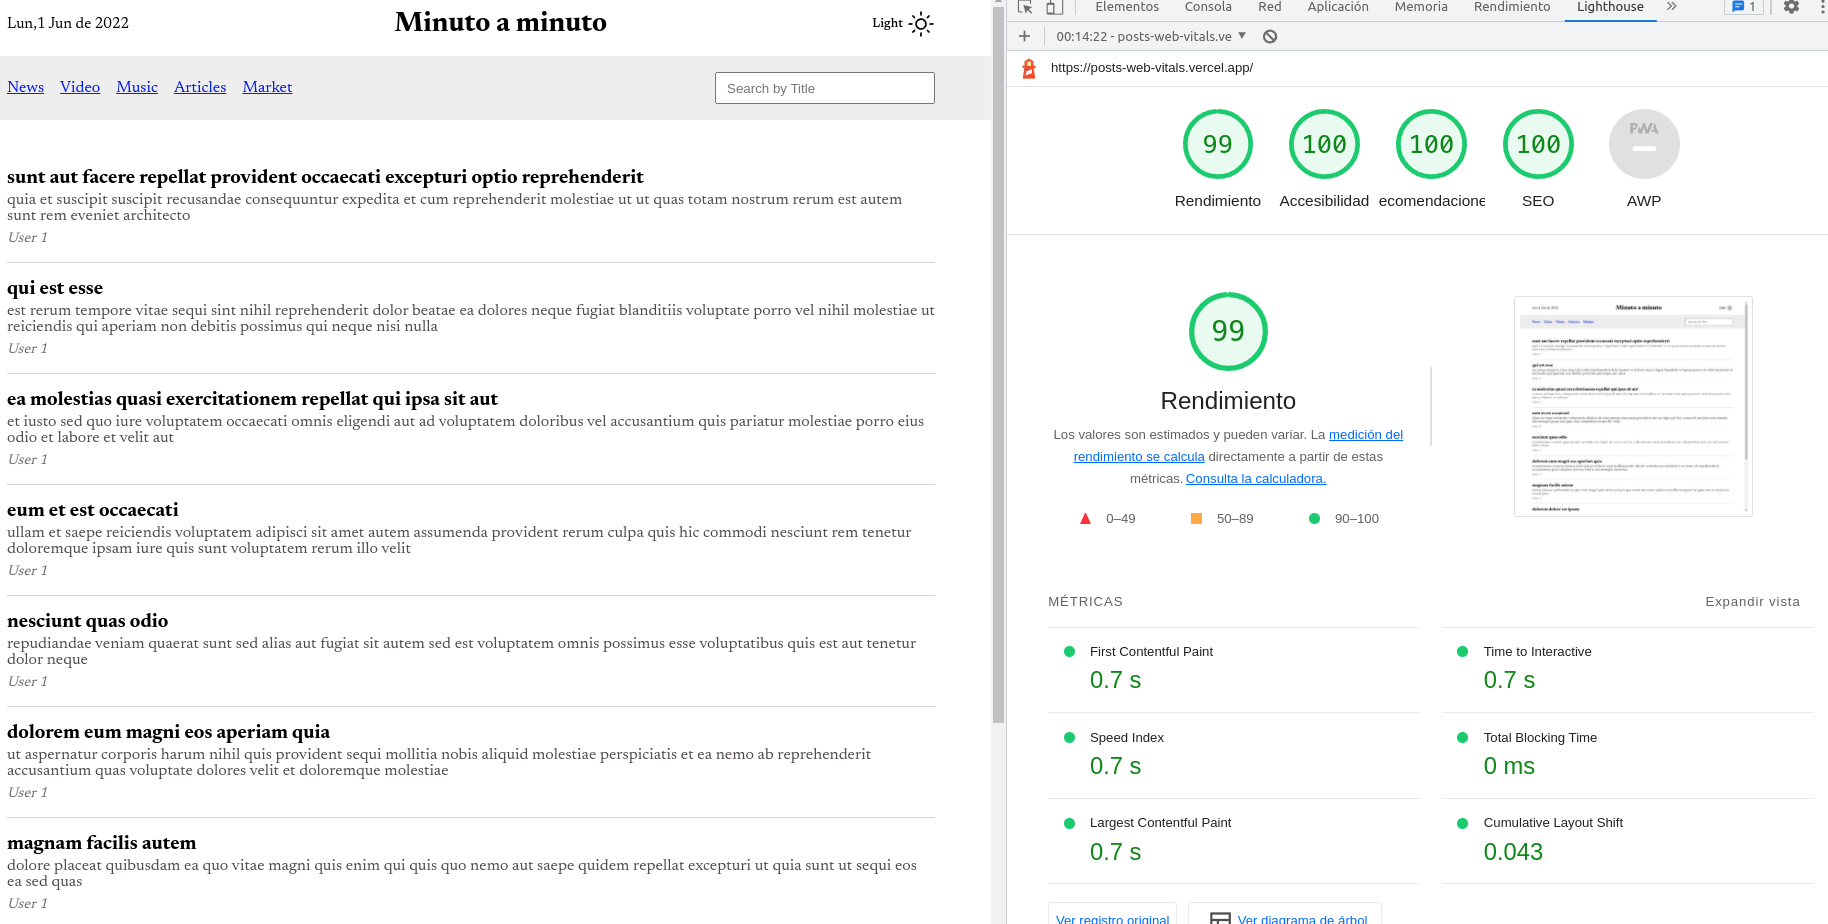 Lun,1 Jun de 2022
Minuto a minuto
Light
News Video Music Articles Market
Search by Title
sunt aut facere repellat provident occaecati excepturi optio reprehenderit
quia et suscipit suscipit recusandae consequuntur expedita et cum reprehenderit molestiae ut ut quas totam nostrum rerum est autem
sunt rem eveniet architecto
User 1
qui est esse
est rerum tempore vitae sequi sint nihil reprehenderit dolor beatae ea dolores neque fugiat blanditiis voluptate porro vel nihil molestiae ut
reiciendis qui aperiam non debitis possimus qui neque nisi nulla
User 1
ea molestias quasi exercitationem repellat qui ipsa sit aut
et iusto sed quo iure voluptatem occaecati omnis eligendi aut ad voluptatem doloribus vel accusantium quis pariatur molestiae porro eius
odio et labore et velit aut
User 1
eum et est occaecati
ullam et saepe reiciendis voluptatem adipisci sit amet autem assumenda provident rerum culpa quis hic commodi nesciunt rem tenetur
doloremque ipsam iure quis sunt voluptatem rerum illo velit
User 1
nesciunt quas odio
repudiandae veniam quaerat sunt sed alias aut fugiat sit autem sed est voluptatem omnis possimus esse voluptatibus quis est aut tenetur
dolor neque
User 1
dolorem eum magni eos aperiam quia
ut aspernatur corporis harum nihil quis provident sequi mollitia nobis aliquid molestiae perspiciatis et ea nemo ab reprehenderit
accusantium quas voluptate dolores velit et doloremque molestiae
User 1
magnam facilis autem
dolore placeat quibusdam ea quo vitae magni quis enim qui quis quo nemo aut saepe quidem repellat excepturi ut quia sunt ut sequi eos
ea sed quas
User 1
Elementos Consola Red Aplicación Memoria Rendimiento Lighthouse 1
00:14:22 - posts-web-vitals.ve
https://posts-web-vitals.vercel.app/
99 100 100 100 PWA
Rendimiento Accesibilidad ecomendacione SEO AWP
99
Rendimiento
Los valores son estimados y pueden variar. La medición del
rendimiento se calcula directamente a partir de estas
métricas. Consulta la calculadora.
0–49 50–89 90–100
Minuto a minuto
MÉTRICAS Expandir vista
First Contentful Paint
0.7 s
Time to Interactive
0.7 s
Speed Index
0.7 s
Total Blocking Time
0 ms
Largest Contentful Paint
0.7 s
Cumulative Layout Shift
0.043
Ver registro original Ver diagrama de árbol